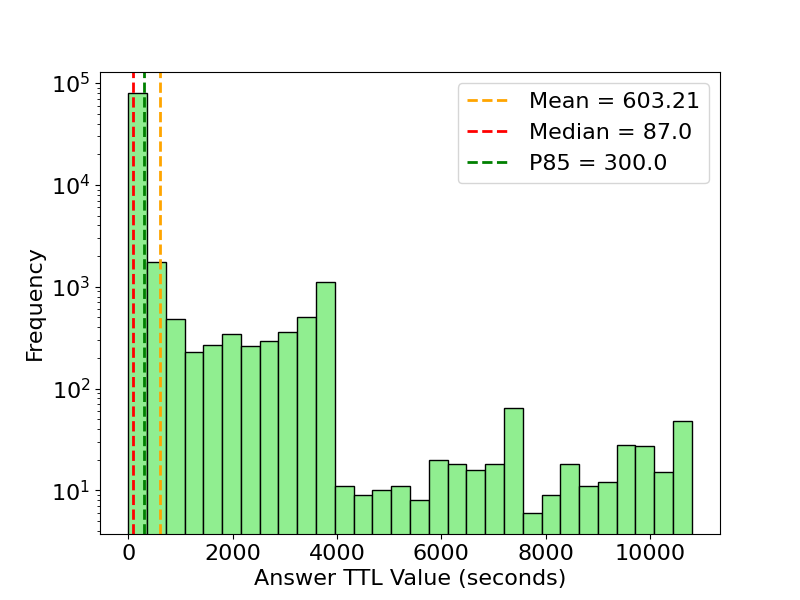 Mean = 603.21
Median = 87.0
P85 = 300.0
10⁵
10⁴
10³
10²
10¹
Frequency
0 2000 4000 6000 8000 10000
Answer TTL Value (seconds)